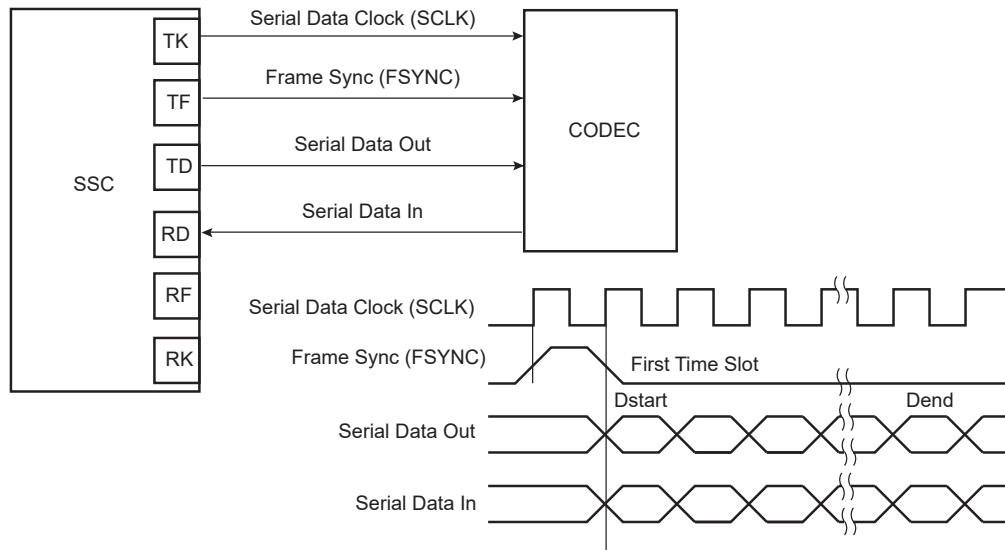 SSC
TK
TF
TD
RD
RF
RK
Serial Data Clock (SCLK)
Frame Sync (FSYNC)
Serial Data Out
Serial Data In
CODEC
Serial Data Clock (SCLK)
Frame Sync (FSYNC)
First Time Slot
Dstart
Dend
Serial Data Out
Serial Data In